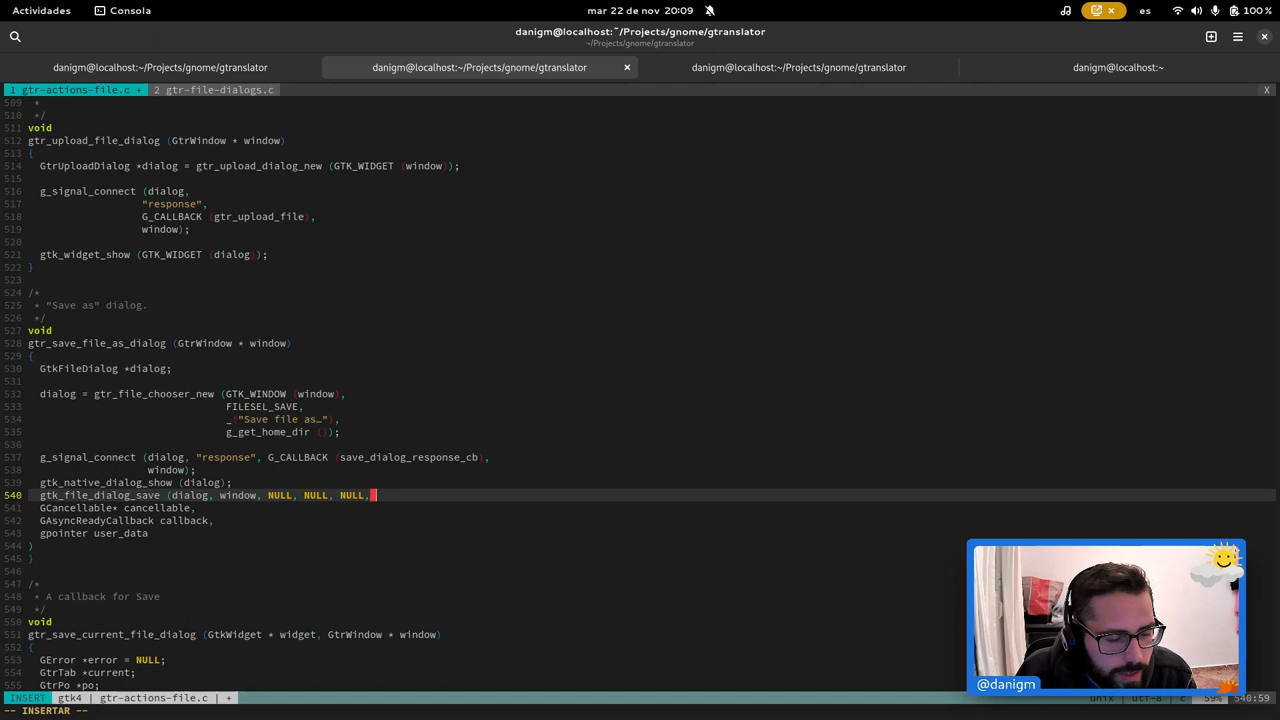 Actividades
Consola
mar 22 de nov 20:09
es
100 %
danigm@localhost:~/Projects/gnome/gtranslator
~/Projects/gnome/gtranslator
danigm@localhost:~/Projects/gnome/gtranslator
danigm@localhost:~/Projects/gnome/gtranslator
danigm@localhost:~/Projects/gnome/gtranslator
danigm@localhost:~
1 gtr-actions-file.c + 2 gtr-file-dialogs.c X
509 *
510 */
511 void
512 gtr_upload_file_dialog (GtrWindow * window)
513 {
514 GtrUploadDialog *dialog = gtr_upload_dialog_new (GTK_WIDGET (window));
515
516 g_signal_connect (dialog,
517 "response",
518 G_CALLBACK (gtr_upload_file),
519 window);
520
521 gtk_widget_show (GTK_WIDGET (dialog));
522 }
523
524 /*
525 * "Save as" dialog.
526 */
527 void
528 gtr_save_file_as_dialog (GtrWindow * window)
529 {
530 GtkFileDialog *dialog;
531
532 dialog = gtr_file_chooser_new (GTK_WINDOW (window),
533 FILESEL_SAVE,
534 _("Save file as…"),
535 g_get_home_dir ());
536
537 g_signal_connect (dialog, "response", G_CALLBACK (save_dialog_response_cb),
538 window);
539 gtk_native_dialog_show (dialog);
540 gtk_file_dialog_save (dialog, window, NULL, NULL, NULL,
541 GCancellable* cancellable,
542 GAsyncReadyCallback callback,
543 gpointer user_data
544 )
545 }
546
547 /*
548 * A callback for Save
549 */
550 void
551 gtr_save_current_file_dialog (GtkWidget * widget, GtrWindow * window)
552 {
553 GError *error = NULL;
554 GtrTab *current;
555 GtrPo *po;
INSERT gtk4 | gtr-actions-file.c | + unix | utf-8 | c 59% 540:59
-- INSERTAR --
@danigm